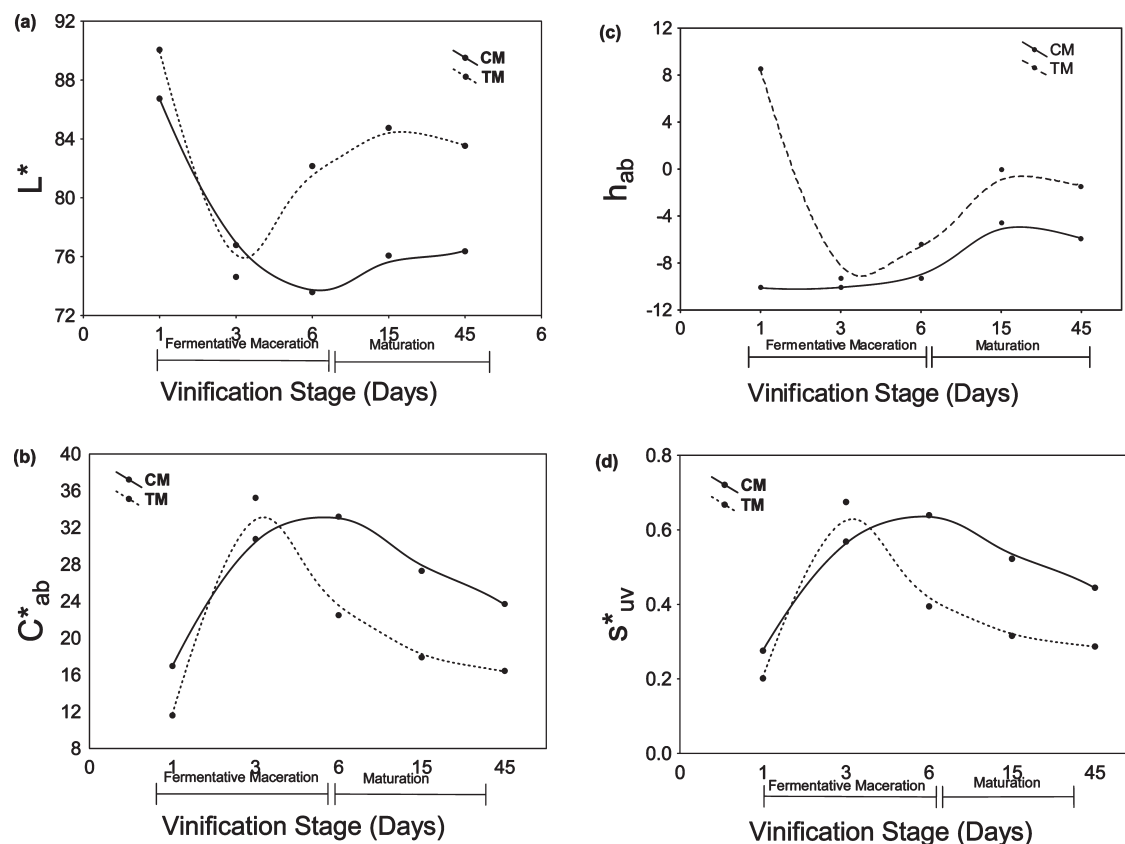 (a)
92
88
84
80
76
72
L*
CM
TM
0 1 3 6 15 45 6
Fermentative Maceration Maturation
Vinification Stage (Days)
(c)
12
8
4
0
-4
-8
-12
h ab
CM
TM
0 1 3 6 15 45
Fermentative Maceration Maturation
Vinification Stage (Days)
(b)
40
36
32
28
24
20
16
12
8
C* ab
CM
TM
0 1 3 6 15 45
Fermentative Maceration Maturation
Vinification Stage (Days)
(d)
0.8
0.6
0.4
0.2
0.0
s* uv
CM
TM
0 1 3 6 15 45
Fermentative Maceration Maturation
Vinification Stage (Days)